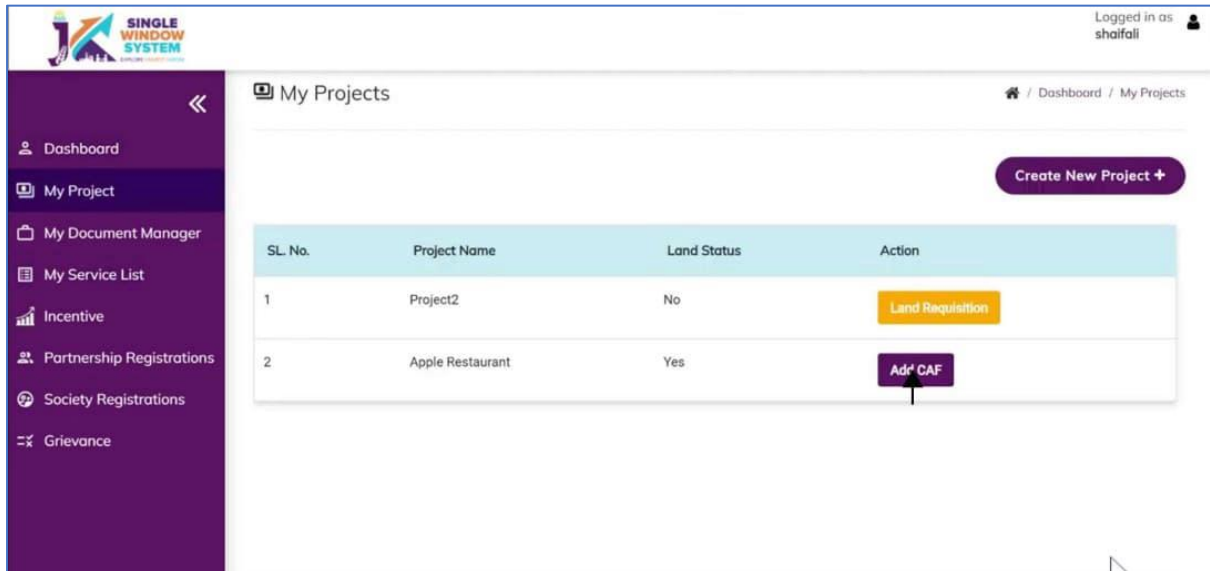 SINGLE
WINDOW
SYSTEM
Logged in as
shaifali
My Projects
/ Dashboard / My Projects
Dashboard
My Project
My Document Manager
My Service List
Incentive
Partnership Registrations
Society Registrations
Grievance
Create New Project +
SL. No. Project Name Land Status Action
1 Project2 No Land Requisition
2 Apple Restaurant Yes Add CAF